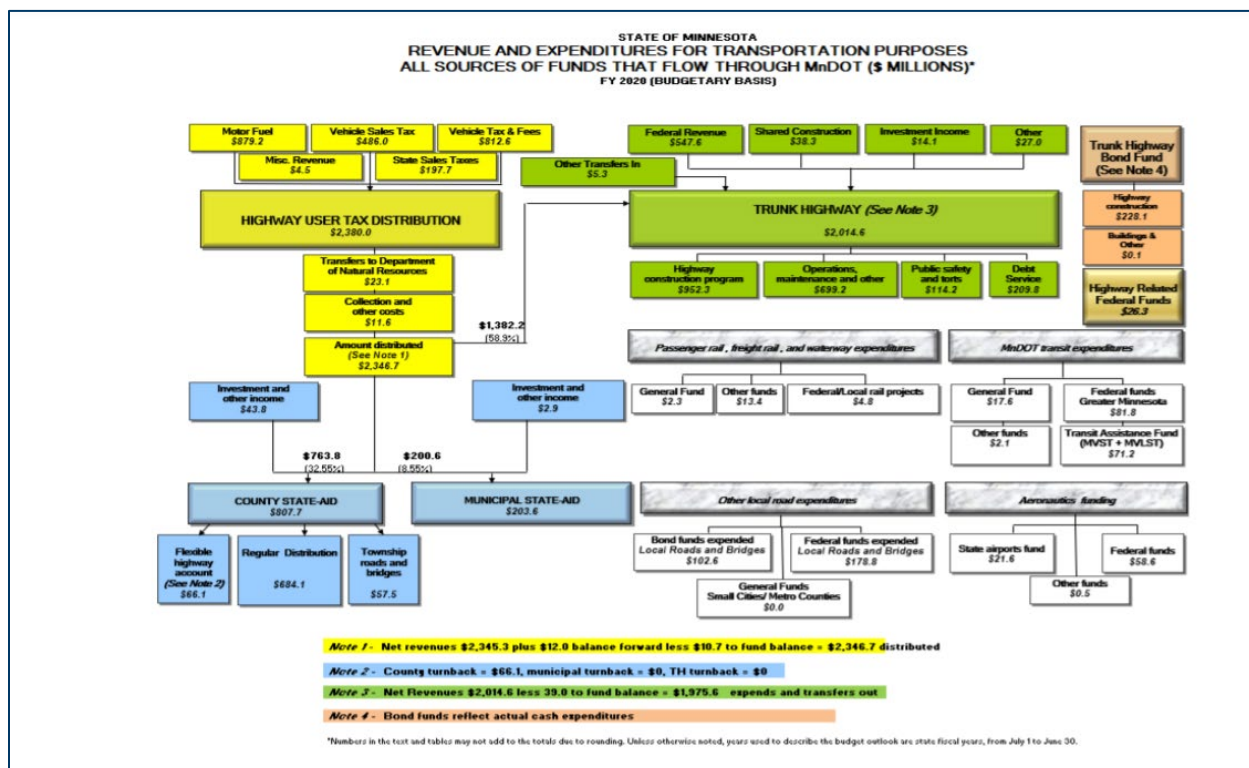 STATE OF MINNESOTA
REVENUE AND EXPENDITURES FOR TRANSPORTATION PURPOSES
ALL SOURCES OF FUNDS THAT FLOW THROUGH MnDOT ($ MILLIONS)*
FY 2020 (BUDGETARY BASIS)
Motor Fuel
$879.2
Vehicle Sales Tax
$486.0
Vehicle Tax & Fees
$812.6
Misc. Revenue
$4.5
State Sales Taxes
$197.7
HIGHWAY USER TAX DISTRIBUTION
$2,380.0
Transfers to Department
of Natural Resources
$23.1
Collection and
other costs
$11.6
Amount distributed
(See Note 1)
$2,346.7
$1,382.2
(58.9%)
Federal Revenue
$547.6
Shared Construction
$38.3
Investment Income
$14.1
Other
$27.0
Other Transfers In
$5.3
TRUNK HIGHWAY (See Note 3)
$2,014.6
Highway
construction program
$952.3
Operations,
maintenance and other
$699.2
Public safety
and torts
$114.2
Debt
Service
$209.8
Trunk Highway
Bond Fund
(See Note 4)
Highway
construction
$228.1
Buildings &
Other
$0.1
Highway Related
Federal Funds
$26.3
Investment and
other income
$43.8
Investment and
other income
$2.9
$763.8
(32.55%)
$200.6
(8.55%)
COUNTY STATE-AID
$807.7
MUNICIPAL STATE-AID
$203.6
Flexible
highway
account
(See Note 2)
$66.1
Regular Distribution
$684.1
Township
roads and
bridges
$57.5
Passenger rail, freight rail, and waterway expenditures
General Fund
$2.3
Other funds
$13.4
Federal/Local rail projects
$4.8
MnDOT transit expenditures
General Fund
$17.6
Federal funds
Greater Minnesota
$81.8
Other funds
$2.1
Transit Assistance Fund
(MVST + MVLST)
$71.2
Other local road expenditures
Bond funds expended
Local Roads and Bridges
$102.6
Federal funds expended
Local Roads and Bridges
$178.8
General Funds
Small Cities/ Metro Counties
$0.0
Aeronautics funding
State airports fund
$21.6
Federal funds
$58.6
Other funds
$0.5
Note 1 - Net revenues $2,345.3 plus $12.0 balance forward less $10.7 to fund balance = $2,346.7 distributed
Note 2 - County turnback = $66.1, municipal turnback = $0, TH turnback = $0
Note 3 - Net Revenues $2,014.6 less 39.0 to fund balance = $1,975.6 expends and transfers out
Note 4 - Bond funds reflect actual cash expenditures
*Numbers in the text and tables may not add to the totals due to rounding. Unless otherwise noted, years used to describe the budget outlook are state fiscal years, from July 1 to June 30.